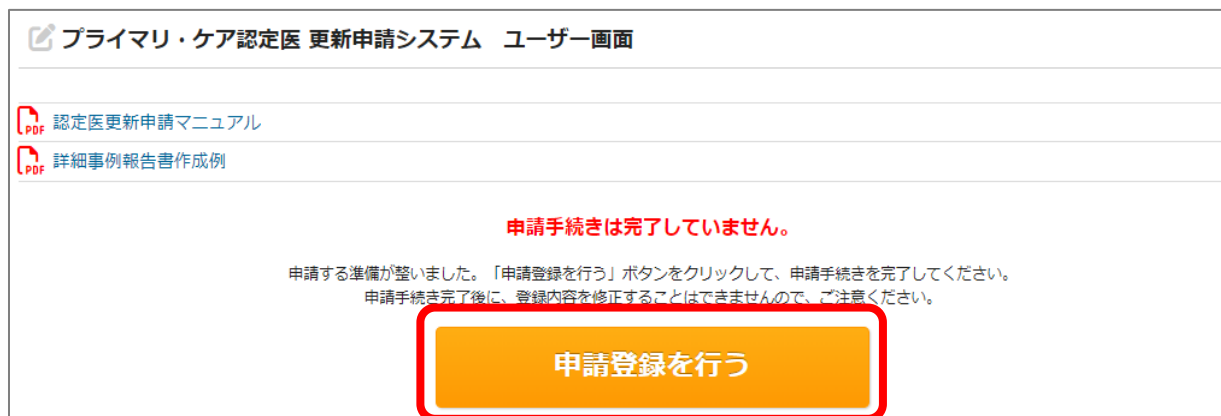 プライマリ・ケア認定医 更新申請システム　ユーザー画面
PDF 認定医更新申請マニュアル
PDF 詳細事例報告書作成例
申請手続きは完了していません。
申請する準備が整いました。「申請登録を行う」ボタンをクリックして、申請手続きを完了してください。
申請手続き完了後に、登録内容を修正することはできませんので、ご注意ください。
申請登録を行う